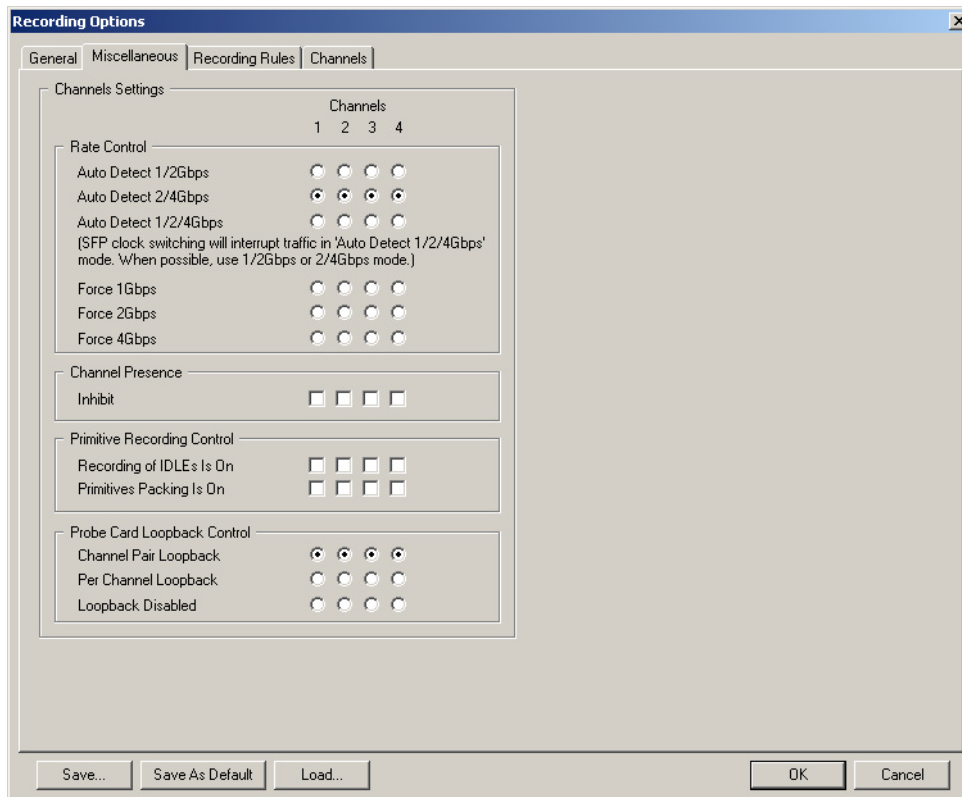 Recording Options
General Miscellaneous Recording Rules Channels
Channels Settings
Channels
1 2 3 4
Rate Control
Auto Detect 1/2Gbps
Auto Detect 2/4Gbps
Auto Detect 1/2/4Gbps
(SFP clock switching will interrupt traffic in 'Auto Detect 1/2/4Gbps'
mode. When possible, use 1/2Gbps or 2/4Gbps mode.)
Force 1Gbps
Force 2Gbps
Force 4Gbps
Channel Presence
Inhibit
Primitive Recording Control
Recording of IDLEs Is On
Primitives Packing Is On
Probe Card Loopback Control
Channel Pair Loopback
Per Channel Loopback
Loopback Disabled
Save... Save As Default Load... OK Cancel